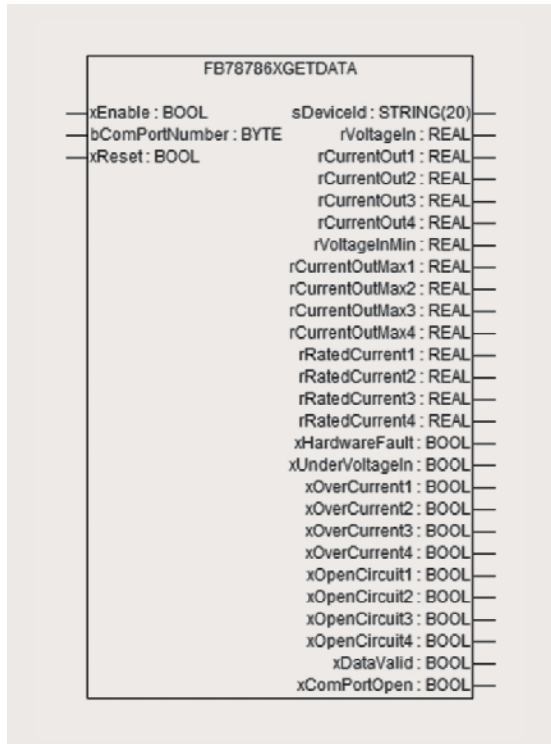 FB78786XGETDATA
xEnable : BOOL sDeviceId : STRING(20)
bComPortNumber : BYTE rVoltageIn : REAL
xReset : BOOL rCurrentOut1 : REAL
rCurrentOut2 : REAL
rCurrentOut3 : REAL
rCurrentOut4 : REAL
rVoltageInMin : REAL
rCurrentOutMax1 : REAL
rCurrentOutMax2 : REAL
rCurrentOutMax3 : REAL
rCurrentOutMax4 : REAL
rRatedCurrent1 : REAL
rRatedCurrent2 : REAL
rRatedCurrent3 : REAL
rRatedCurrent4 : REAL
xHardwareFault : BOOL
xUnderVoltageIn : BOOL
xOverCurrent1 : BOOL
xOverCurrent2 : BOOL
xOverCurrent3 : BOOL
xOverCurrent4 : BOOL
xOpenCircuit1 : BOOL
xOpenCircuit2 : BOOL
xOpenCircuit3 : BOOL
xOpenCircuit4 : BOOL
xDataValid : BOOL
xComPortOpen : BOOL